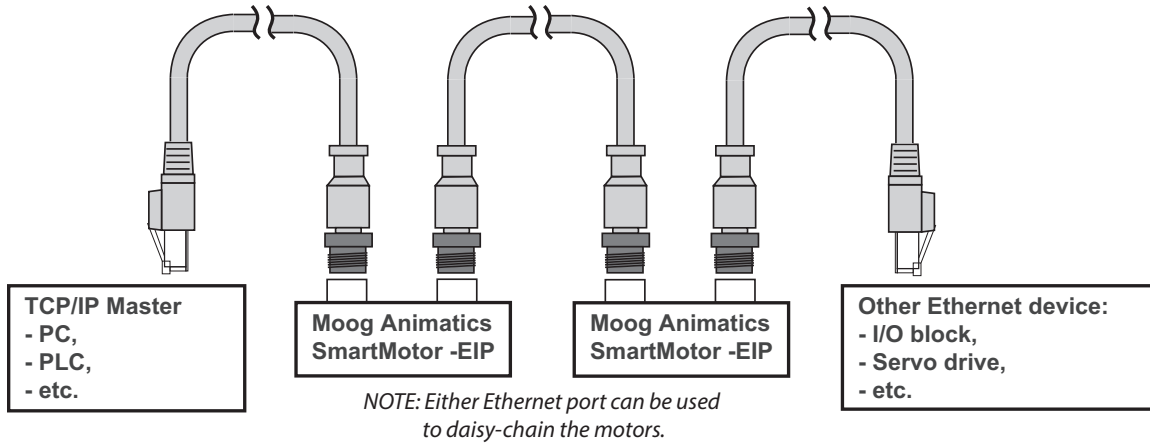 TCP/IP Master
- PC,
- PLC,
- etc.
Moog Animatics
SmartMotor -EIP
Moog Animatics
SmartMotor -EIP
Other Ethernet device:
- I/O block,
- Servo drive,
- etc.
NOTE: Either Ethernet port can be used
to daisy-chain the motors.